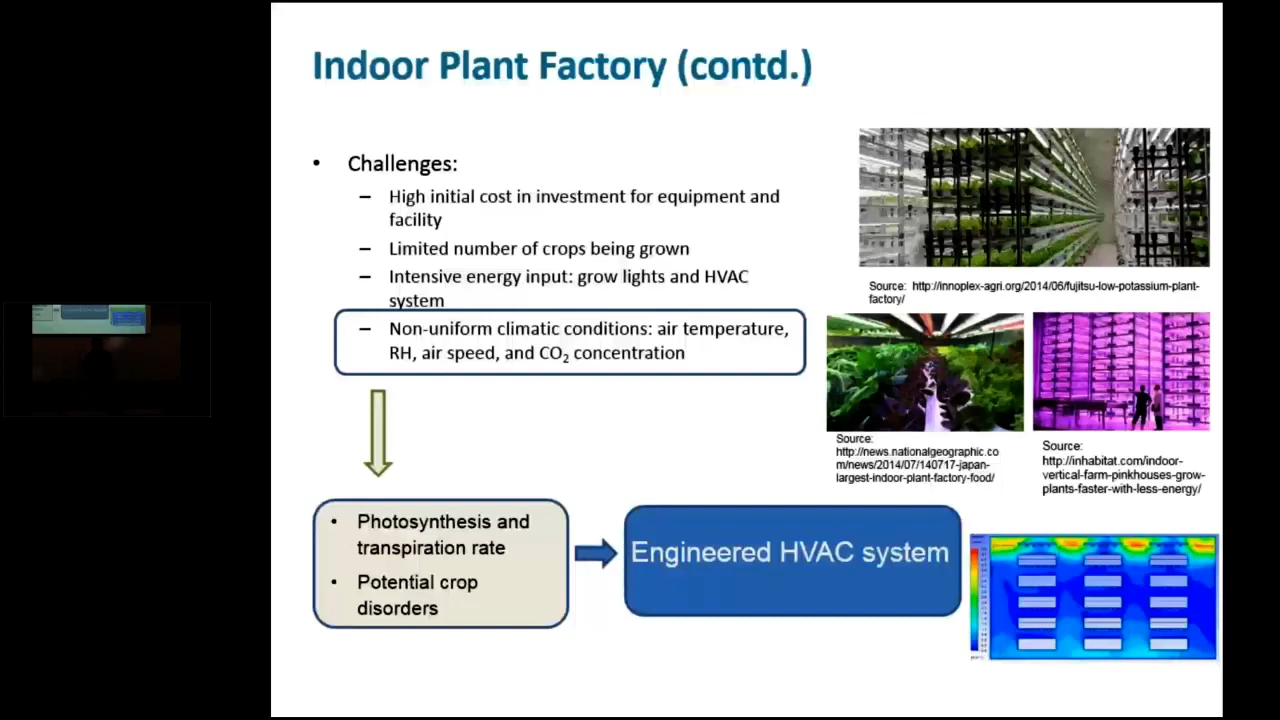 Indoor Plant Factory (contd.)
• Challenges:
– High initial cost in investment for equipment and
facility
– Limited number of crops being grown
– Intensive energy input: grow lights and HVAC
system
– Non-uniform climatic conditions: air temperature,
RH, air speed, and CO₂ concentration
• Photosynthesis and
transpiration rate
• Potential crop
disorders
Engineered HVAC system
Source: http://innoplex-agri.org/2014/06/fujitsu-low-potassium-plant-
factory/
Source:
http://news.nationalgeographic.co
m/news/2014/07/140717-japan-
largest-indoor-plant-factory-food/
Source:
http://inhabitat.com/indoor-
vertical-farm-pinkhouses-grow-
plants-faster-with-less-energy/